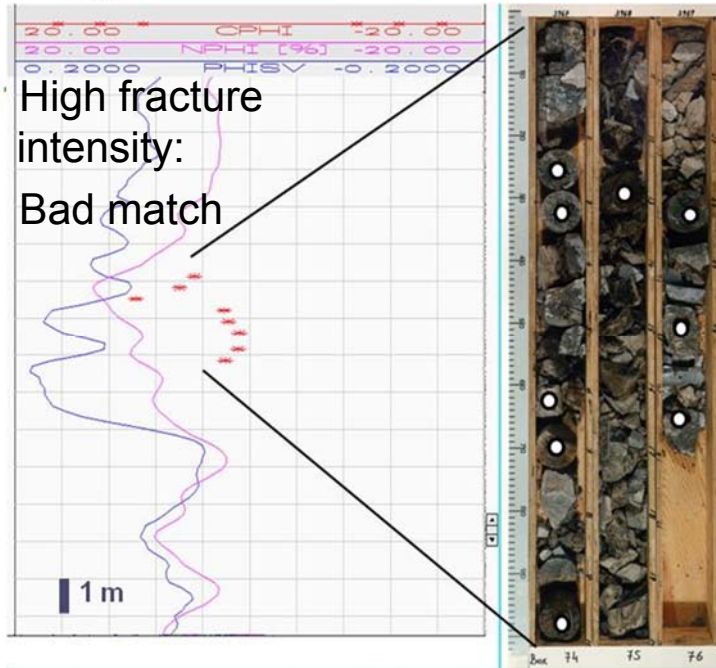 20.00 CPHI -20.00
20.00 NPHI [%] -20.00
0.2000 PHISV -0.2000
High fracture
intensity:
Bad match
1 m
Box 74 75 76